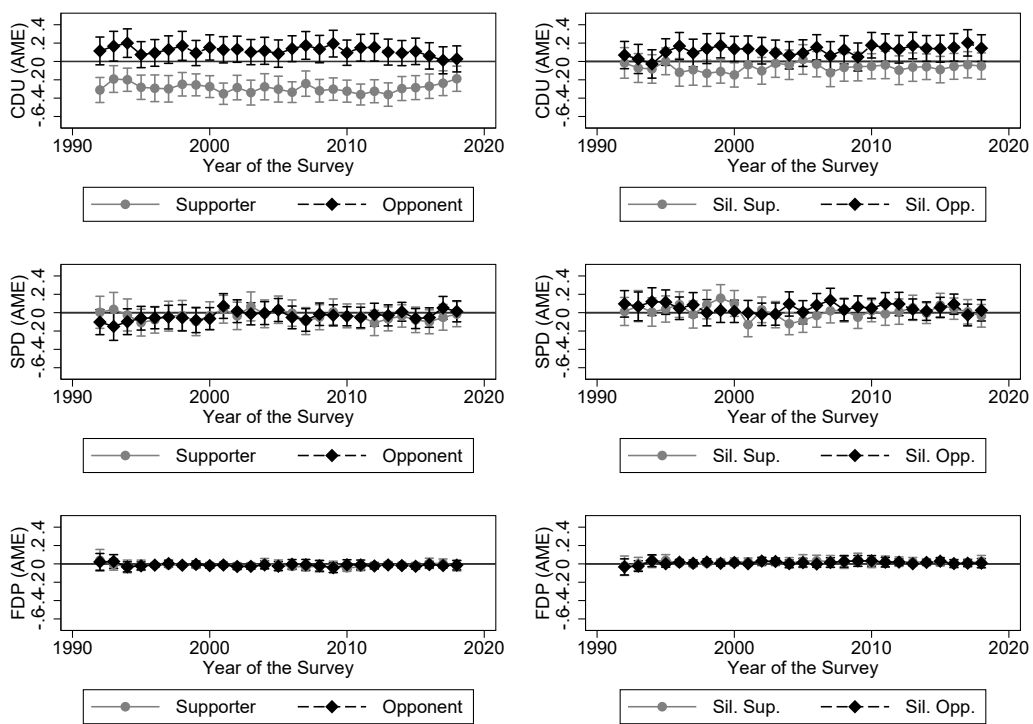 CDU (AME)
-.6-.4-.2 0 .2 .4
1990 2000 2010 2020
Year of the Survey
Supporter Opponent
CDU (AME)
-.6-.4-.2 0 .2 .4
1990 2000 2010 2020
Year of the Survey
Sil. Sup. Sil. Opp.
SPD (AME)
-.6-.4-.2 0 .2 .4
1990 2000 2010 2020
Year of the Survey
Supporter Opponent
SPD (AME)
-.6-.4-.2 0 .2 .4
1990 2000 2010 2020
Year of the Survey
Sil. Sup. Sil. Opp.
FDP (AME)
-.6-.4-.2 0 .2 .4
1990 2000 2010 2020
Year of the Survey
Supporter Opponent
FDP (AME)
-.6-.4-.2 0 .2 .4
1990 2000 2010 2020
Year of the Survey
Sil. Sup. Sil. Opp.